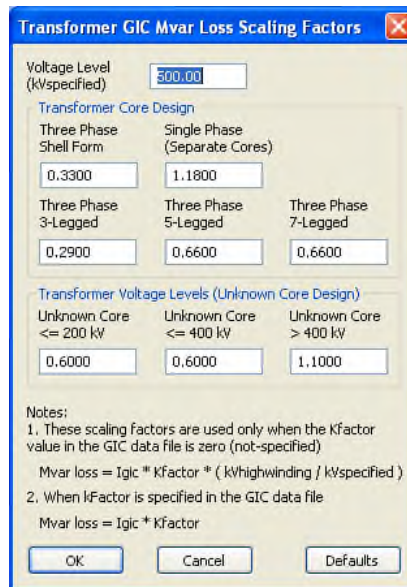 Transformer GIC Mvar Loss Scaling Factors
Voltage Level
(kVspecified)
500.00
Transformer Core Design
Three Phase
Shell Form
Single Phase
(Separate Cores)
0.3300
1.1800
Three Phase
3-Legged
Three Phase
5-Legged
Three Phase
7-Legged
0.2900
0.6600
0.6600
Transformer Voltage Levels (Unknown Core Design)
Unknown Core
<= 200 kV
Unknown Core
<= 400 kV
Unknown Core
> 400 kV
0.6000
0.6000
1.1000
Notes:
1. These scaling factors are used only when the Kfactor
value in the GIC data file is zero (not-specified)
Mvar loss = Igic * Kfactor * ( kVhighwinding / kVspecified )
2. When kFactor is specified in the GIC data file
Mvar loss = Igic * Kfactor
OK
Cancel
Defaults